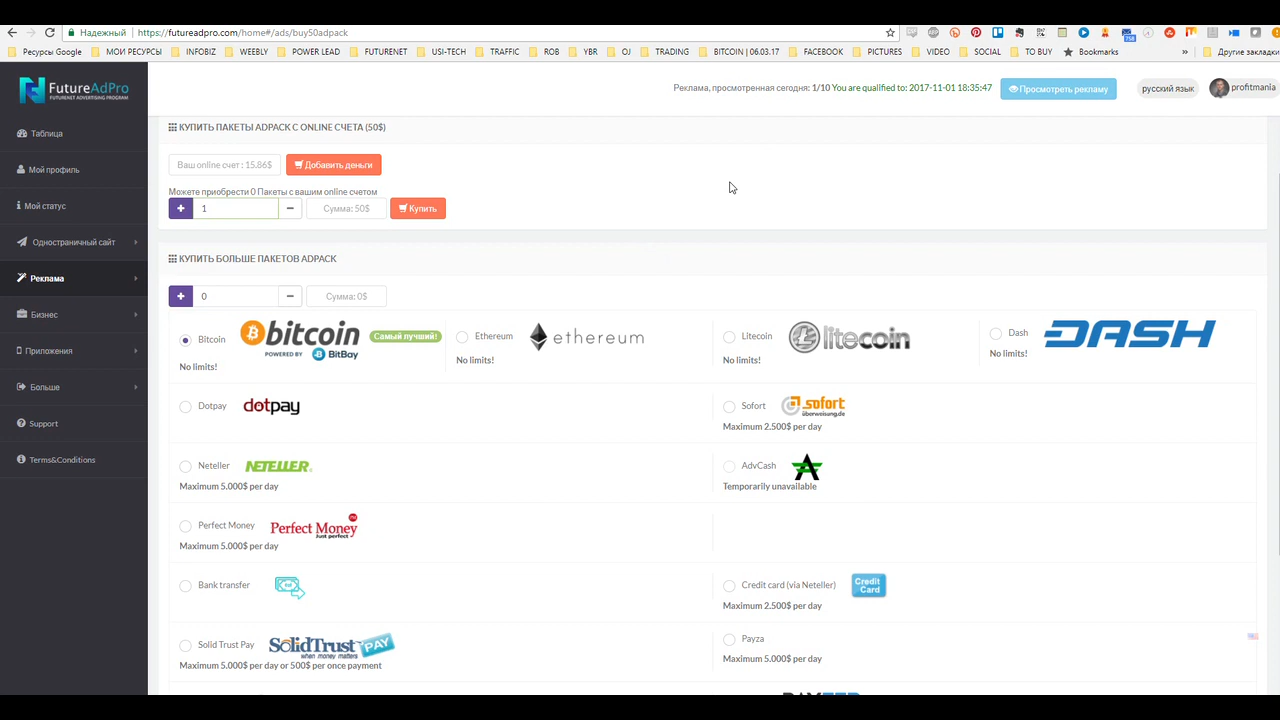 Надежный https://futureadpro.com/home#/ads/buy50adpack
Ресурсы Google МОИ РЕСУРСЫ INFOBIZ WEEBLY POWER LEAD FUTURENET USI-TECH TRAFFIC ROB YBR OJ TRADING BITCOIN | 06.03.17 FACEBOOK PICTURES VIDEO SOCIAL TO BUY Bookmarks » Другие закладки
FutureAdPro
FUTURENET ADVERTISING PROGRAM
Реклама, просмотренная сегодня: 1/10 You are qualified to: 2017-11-01 18:35:47 Просмотреть рекламу русский язык profitmania
Таблица
Мой профиль
Мой статус
Одностраничный сайт
Реклама
Бизнес
Приложения
Больше
Support
Terms&Conditions
КУПИТЬ ПАКЕТЫ ADPACK С ONLINE СЧЕТА (50$)
Ваш online счет : 15.86$ Добавить деньги
Можете приобрести 0 Пакеты с вашим online счетом
+ 1 − Сумма: 50$ Купить
КУПИТЬ БОЛЬШЕ ПАКЕТОВ ADPACK
+ 0 − Сумма: 0$
Bitcoin bitcoin Самый лучший! Ethereum ethereum Litecoin litecoin Dash DASH
POWERED BY BitBay
No limits! No limits! No limits! No limits!
Dotpay dotpay Sofort sofort
überweisung.de
Maximum 2.500$ per day
Neteller NETELLER AdvCash
Maximum 5.000$ per day Temporarily unavailable
Perfect Money Perfect Money
Just perfect
Maximum 5.000$ per day
Bank transfer Credit card (via Neteller) Credit Card
Maximum 2.500$ per day
Solid Trust Pay SolidTrust PAY Payza
when money matters
Maximum 5.000$ per day or 500$ per once payment Maximum 5.000$ per day